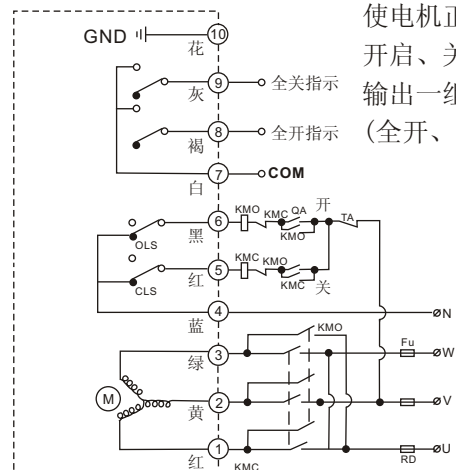 使电机正
开启、关
输出一组
(全开、
GND
10
花
9
灰
全关指示
8
褐
全开指示
7
白
COM
6
黑
OLS
KMO
KMC
QA
KMO
开
TA
5
红
CLS
KMC
KMO
KMC
关
4
蓝
N
3
绿
KMO
Fu
W
M
2
黄
V
1
红
KMC
RD
U